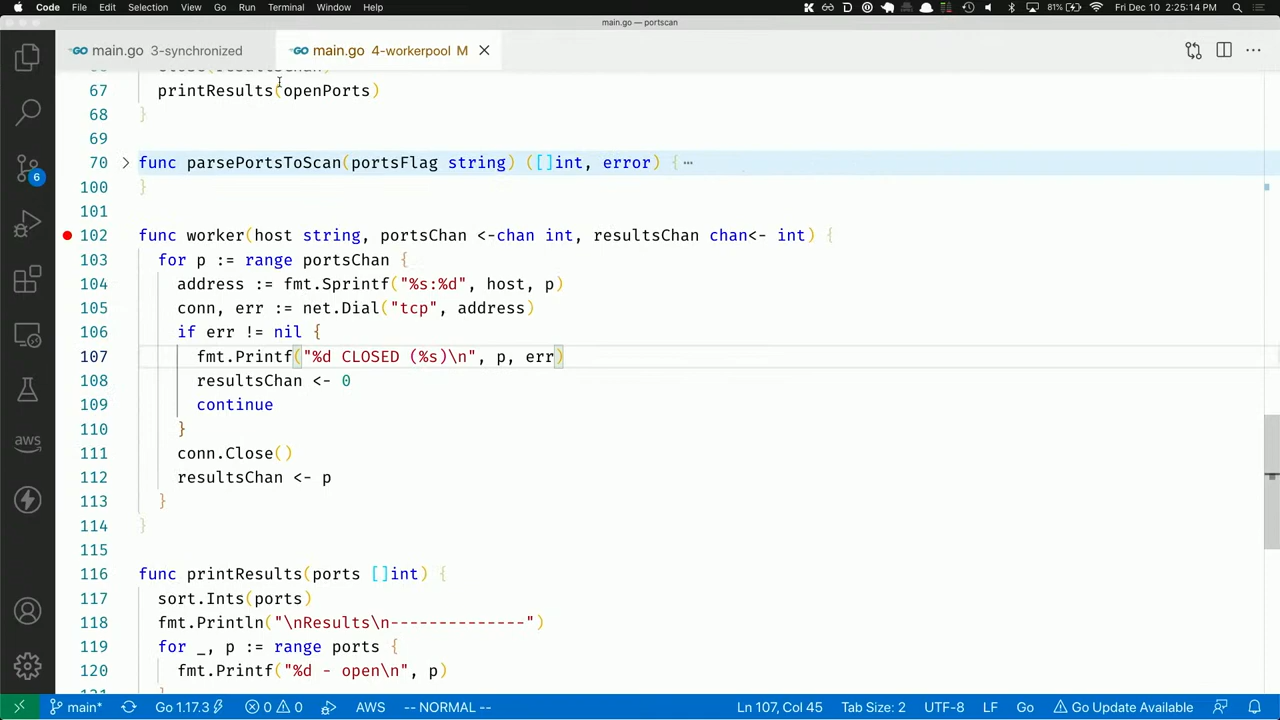 Code File Edit Selection View Go Run Terminal Window Help 81% Fri Dec 10 2:25:14 PM
main.go — portscan
main.go 3-synchronized main.go 4-workerpool M
67 printResults(openPorts)
68 }
69
70 func parsePortsToScan(portsFlag string) ([]int, error) { ⋯
100 }
101
102 func worker(host string, portsChan <-chan int, resultsChan chan<- int) {
103 for p := range portsChan {
104 address := fmt.Sprintf("%s:%d", host, p)
105 conn, err := net.Dial("tcp", address)
106 if err != nil {
107 fmt.Printf("%d CLOSED (%s)\n", p, err)
108 resultsChan <- 0
109 continue
110 }
111 conn.Close()
112 resultsChan <- p
113 }
114 }
115
116 func printResults(ports []int) {
117 sort.Ints(ports)
118 fmt.Println("\nResults\n--------------")
119 for _, p := range ports {
120 fmt.Printf("%d - open\n", p)
6
aws
main* Go 1.17.3 0 0 AWS -- NORMAL -- Ln 107, Col 45 Tab Size: 2 UTF-8 LF Go Go Update Available